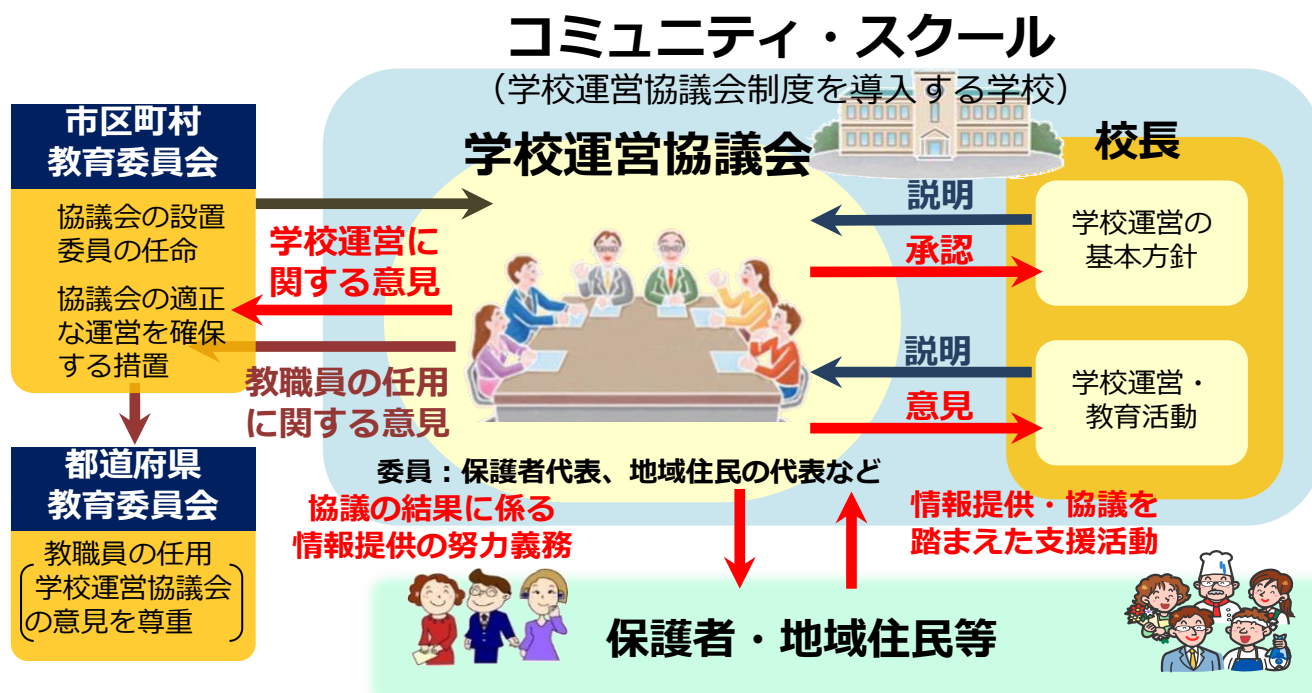 コミュニティ・スクール
（学校運営協議会制度を導入する学校）
市区町村
教育委員会
協議会の設置
委員の任命
協議会の適正
な運営を確保
する措置
学校運営に
関する意見
教職員の任用
に関する意見
都道府県
教育委員会
教職員の任用
学校運営協議会
の意見を尊重
学校運営協議会
委員：保護者代表、地域住民の代表など
校長
説明
承認
学校運営の
基本方針
説明
意見
学校運営・
教育活動
協議の結果に係る
情報提供の努力義務
情報提供・協議を
踏まえた支援活動
保護者・地域住民等